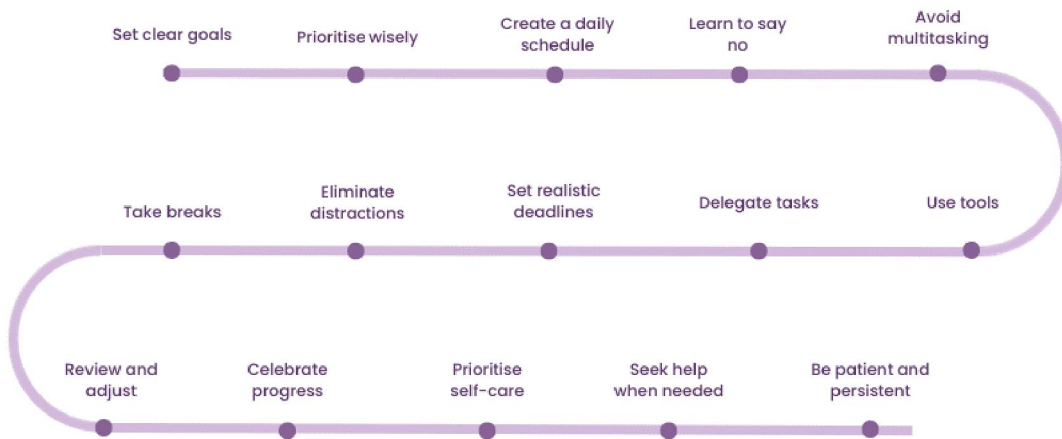 Set clear goals
Prioritise wisely
Create a daily
schedule
Learn to say
no
Avoid
multitasking
Take breaks
Eliminate
distractions
Set realistic
deadlines
Delegate tasks
Use tools
Review and
adjust
Celebrate
progress
Prioritise
self-care
Seek help
when needed
Be patient and
persistent